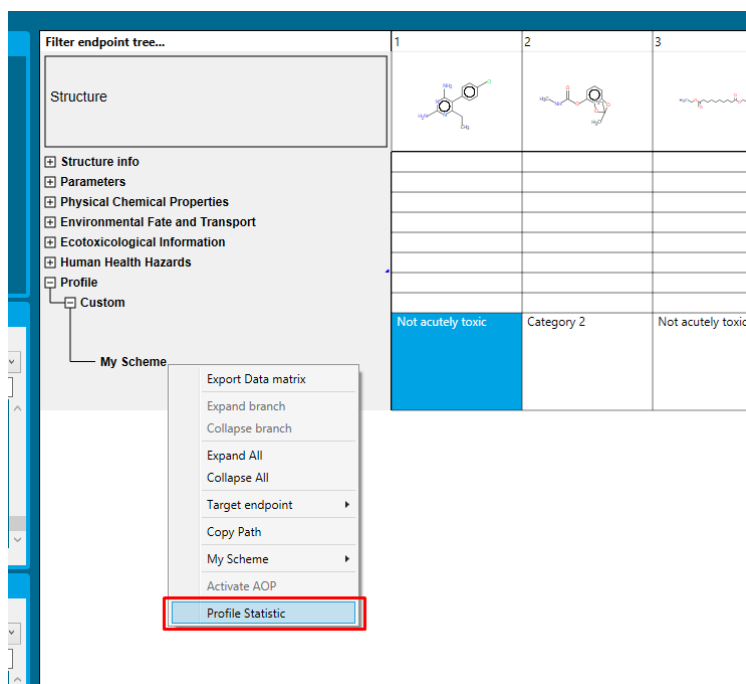 Filter endpoint tree...
1
2
3
Structure
Structure info
Parameters
Physical Chemical Properties
Environmental Fate and Transport
Ecotoxicological Information
Human Health Hazards
Profile
Custom
Not acutely toxic
Category 2
Not acutely toxic
My Scheme
Export Data matrix
Expand branch
Collapse branch
Expand All
Collapse All
Target endpoint
Copy Path
My Scheme
Activate AOP
Profile Statistic